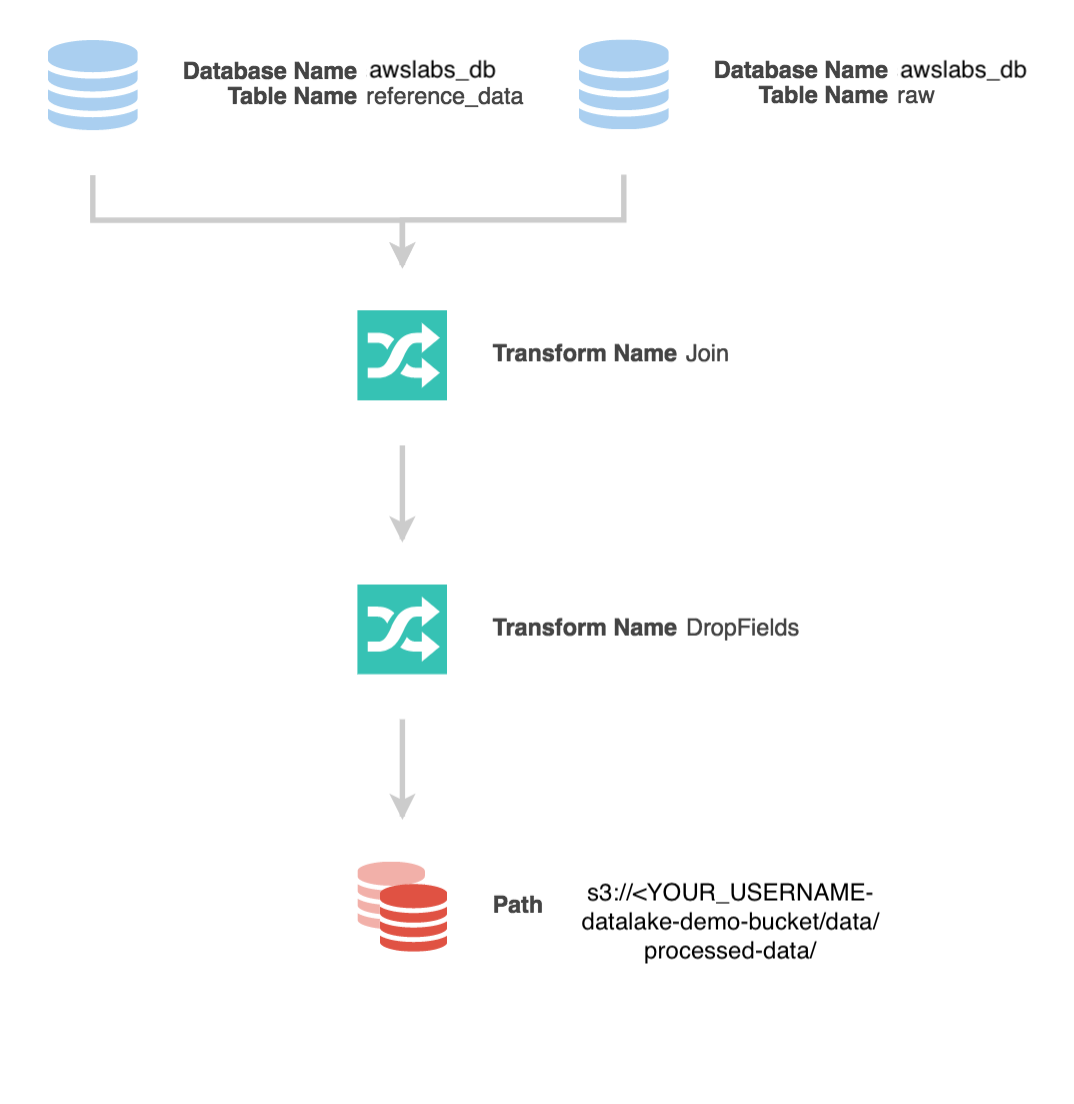 Database Name awslabs_db
Table Name reference_data
Database Name awslabs_db
Table Name raw
Transform Name Join
Transform Name DropFields
Path s3://<YOUR_USERNAME-
datalake-demo-bucket/data/
processed-data/